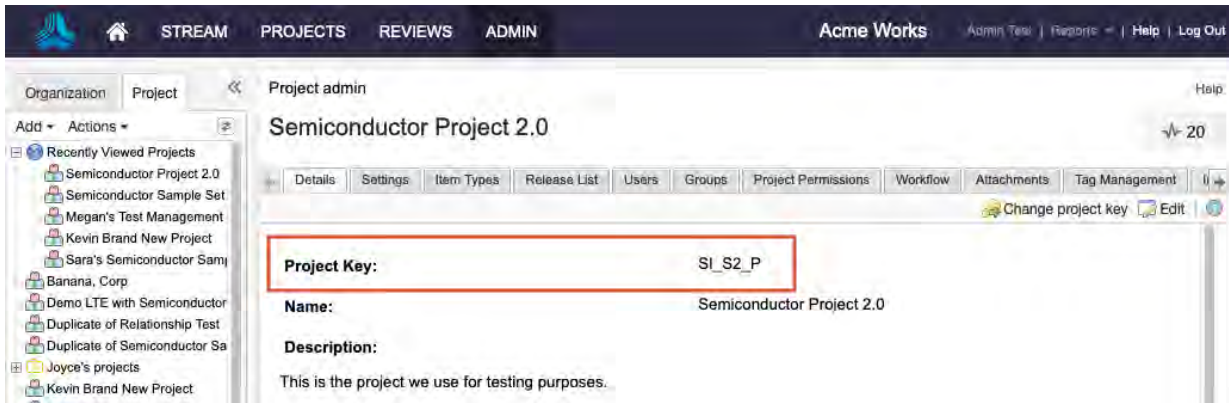 STREAM PROJECTS REVIEWS ADMIN Acme Works Admin Test | Reports | Help | Log Out
Organization Project
Add Actions
Recently Viewed Projects
Semiconductor Project 2.0
Semiconductor Sample Set
Megan's Test Management
Kevin Brand New Project
Sara's Semiconductor Samp
Banana, Corp
Demo LTE with Semiconductor
Duplicate of Relationship Test
Duplicate of Semiconductor Sa
Joyce's projects
Kevin Brand New Project
Project admin Help
Semiconductor Project 2.0 20
Details Settings Item Types Release List Users Groups Project Permissions Workflow Attachments Tag Management
Change project key Edit
Project Key: SI_S2_P
Name: Semiconductor Project 2.0
Description:
This is the project we use for testing purposes.